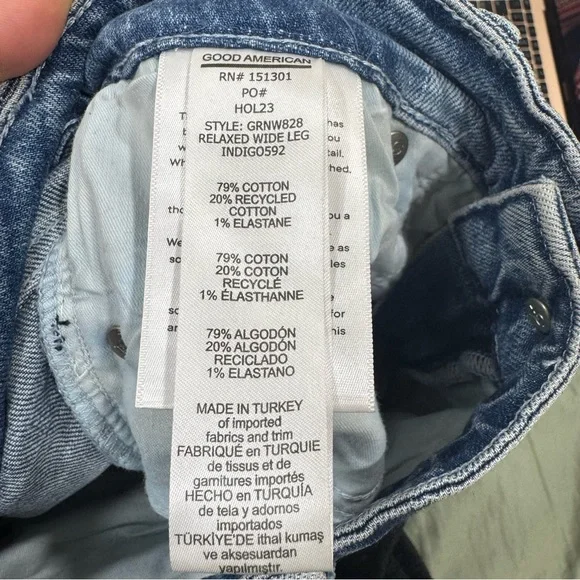 GOOD AMERICAN
RN# 151301
PO#
HOL23
STYLE: GRNW828
RELAXED WIDE LEG
INDIGO592
79% COTTON
20% RECYCLED
COTTON
1% ELASTANE
79% COTON
20% COTON
RECYCLÉ
1% ÉLASTHANNE
79% ALGODÓN
20% ALGODÓN
RECICLADO
1% ELASTANO
MADE IN TURKEY
of imported
fabrics and trim
FABRIQUÉ EN TURQUIE
de tissus et de
garnitures importés
HECHO EN TURQUÍA
de tela y adornos
importados
TÜRKİYE'DE ithal kumaş
ve aksesuardan
yapılmıştır.